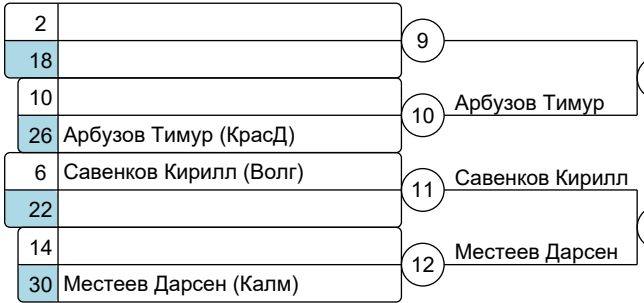 2
18
9
10
26 Арбузов Тимур (КрасД)
10 Арбузов Тимур
6 Савенков Кирилл (Волг)
22
11 Савенков Кирилл
14
30 Местеев Дарсен (Калм)
12 Местеев Дарсен